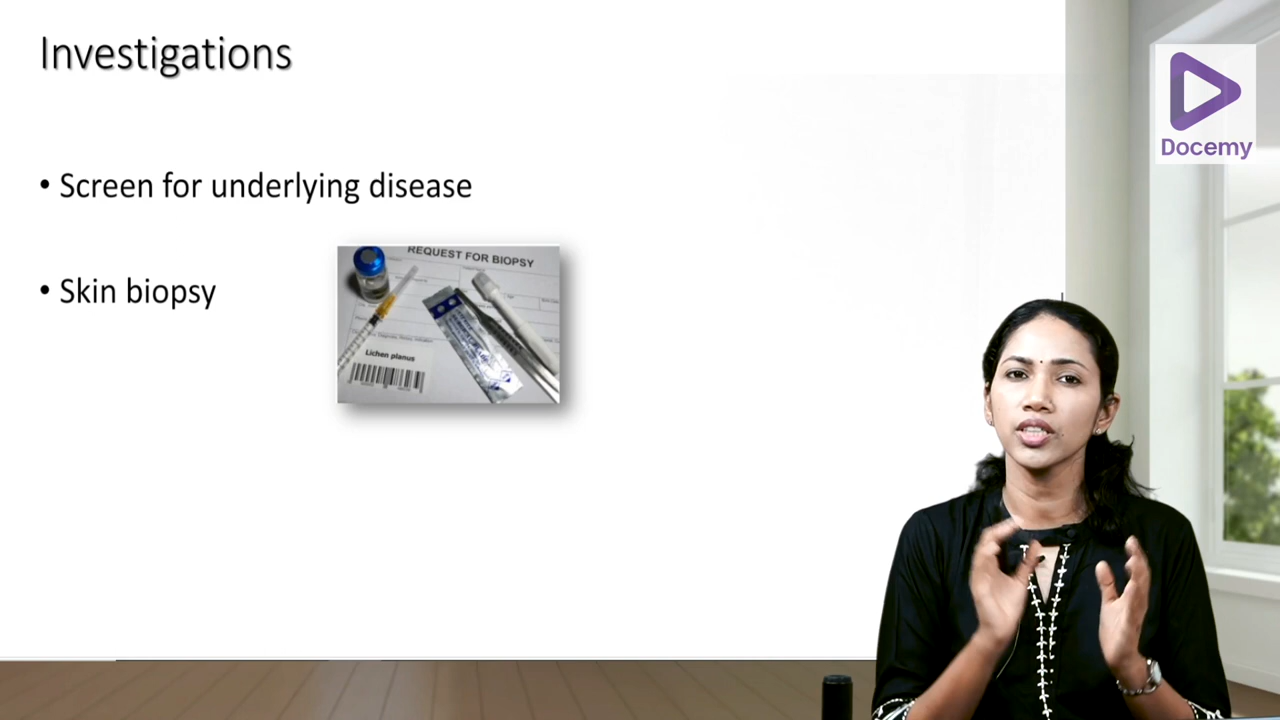 Investigations
Docemy
• Screen for underlying disease
• Skin biopsy
REQUEST FOR BIOPSY
Lichen planus